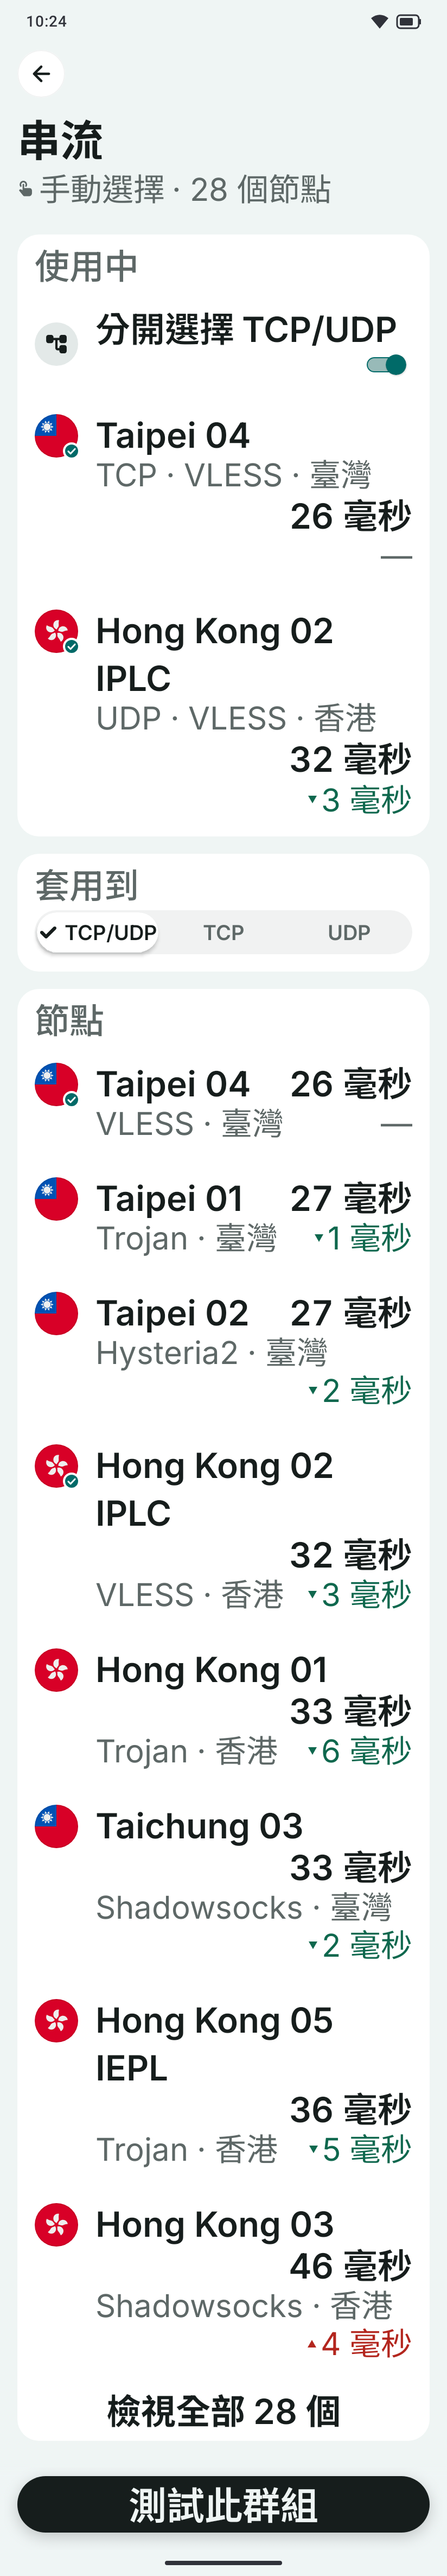 10:24
串流
手動選擇 · 28 個節點
使用中
分開選擇 TCP/UDP
Taipei 04
TCP · VLESS · 臺灣
26 毫秒
—
Hong Kong 02
IPLC
UDP · VLESS · 香港
32 毫秒
▾3 毫秒
套用到
TCP/UDP TCP UDP
節點
Taipei 04 26 毫秒
VLESS · 臺灣 —
Taipei 01 27 毫秒
Trojan · 臺灣 ▾1 毫秒
Taipei 02 27 毫秒
Hysteria2 · 臺灣
▾2 毫秒
Hong Kong 02
IPLC
32 毫秒
VLESS · 香港 ▾3 毫秒
Hong Kong 01
33 毫秒
Trojan · 香港 ▾6 毫秒
Taichung 03
33 毫秒
Shadowsocks · 臺灣
▾2 毫秒
Hong Kong 05
IEPL
36 毫秒
Trojan · 香港 ▾5 毫秒
Hong Kong 03
46 毫秒
Shadowsocks · 香港
▴4 毫秒
檢視全部 28 個
測試此群組